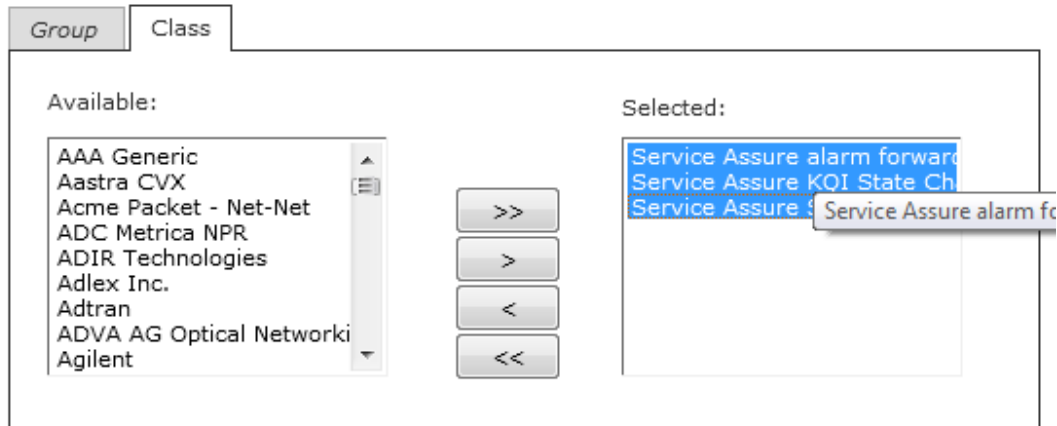 Group
Class
Available:
Selected:
AAA Generic
Aastra CVX
Acme Packet - Net-Net
ADC Metrica NPR
ADIR Technologies
Adlex Inc.
Adtran
ADVA AG Optical Networki
Agilent
>>
>
<
<<
Service Assure alarm forward
Service Assure KQI State Ch
Service Assure
Service Assure alarm fo